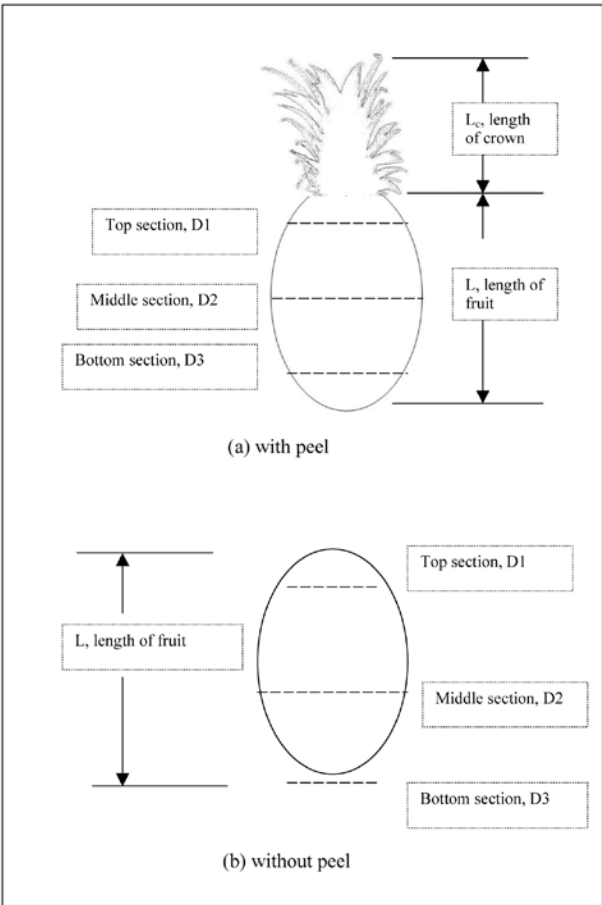 L꜀, length
of crown
Top section, D1
Middle section, D2
L, length of
fruit
Bottom section, D3
(a) with peel
Top section, D1
L, length of fruit
Middle section, D2
Bottom section, D3
(b) without peel